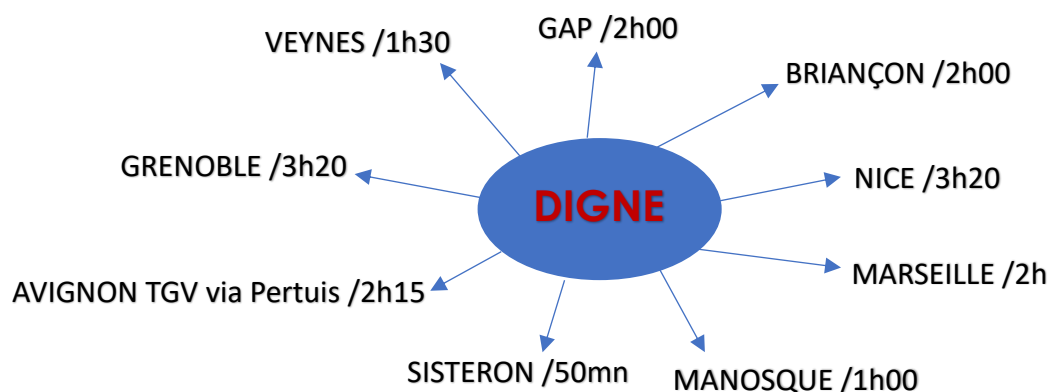 GAP /2h00
VEYNES /1h30
BRIANÇON /2h00
GRENOBLE /3h20
NICE /3h20
DIGNE
MARSEILLE /2h
AVIGNON TGV via Pertuis /2h15
SISTERON /50mn
MANOSQUE /1h00